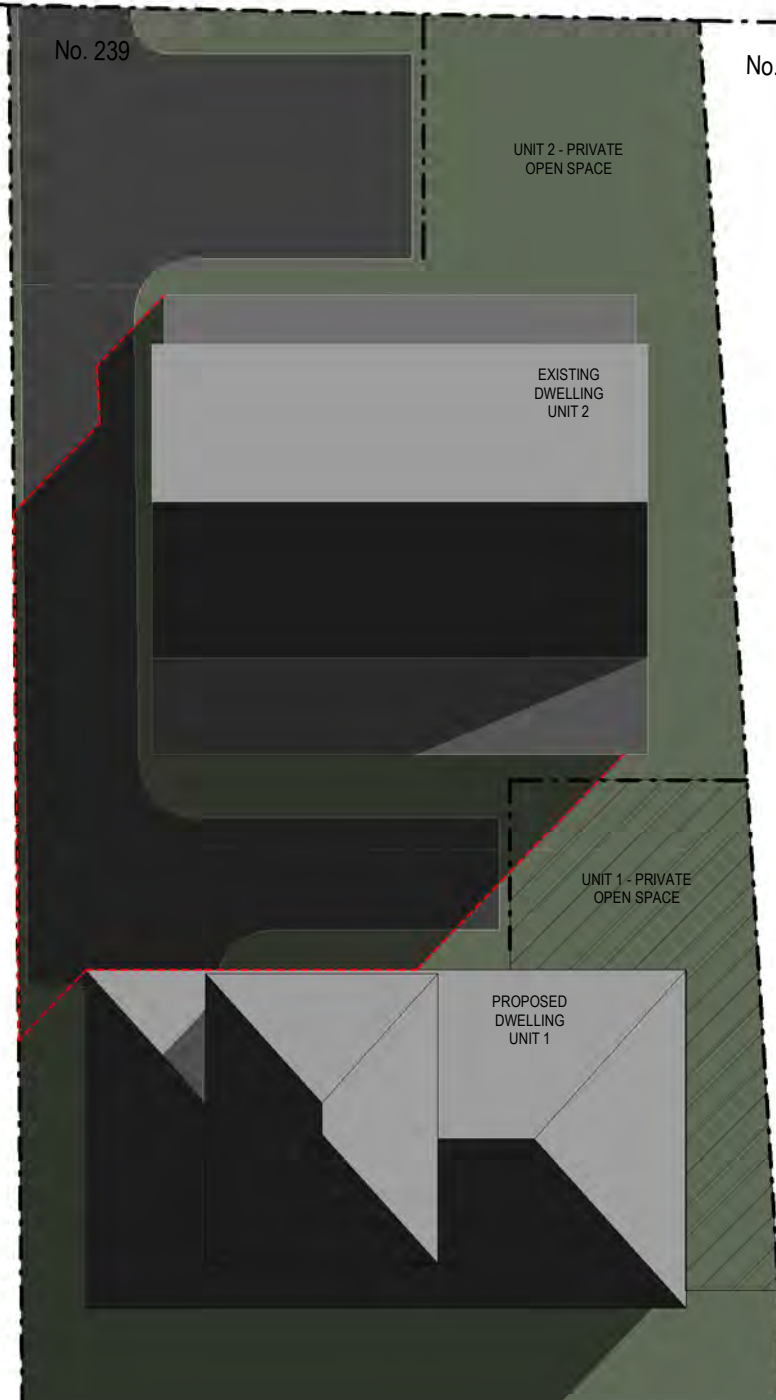 No. 239
No.
UNIT 2 - PRIVATE
OPEN SPACE
EXISTING
DWELLING
UNIT 2
UNIT 1 - PRIVATE
OPEN SPACE
PROPOSED
DWELLING
UNIT 1